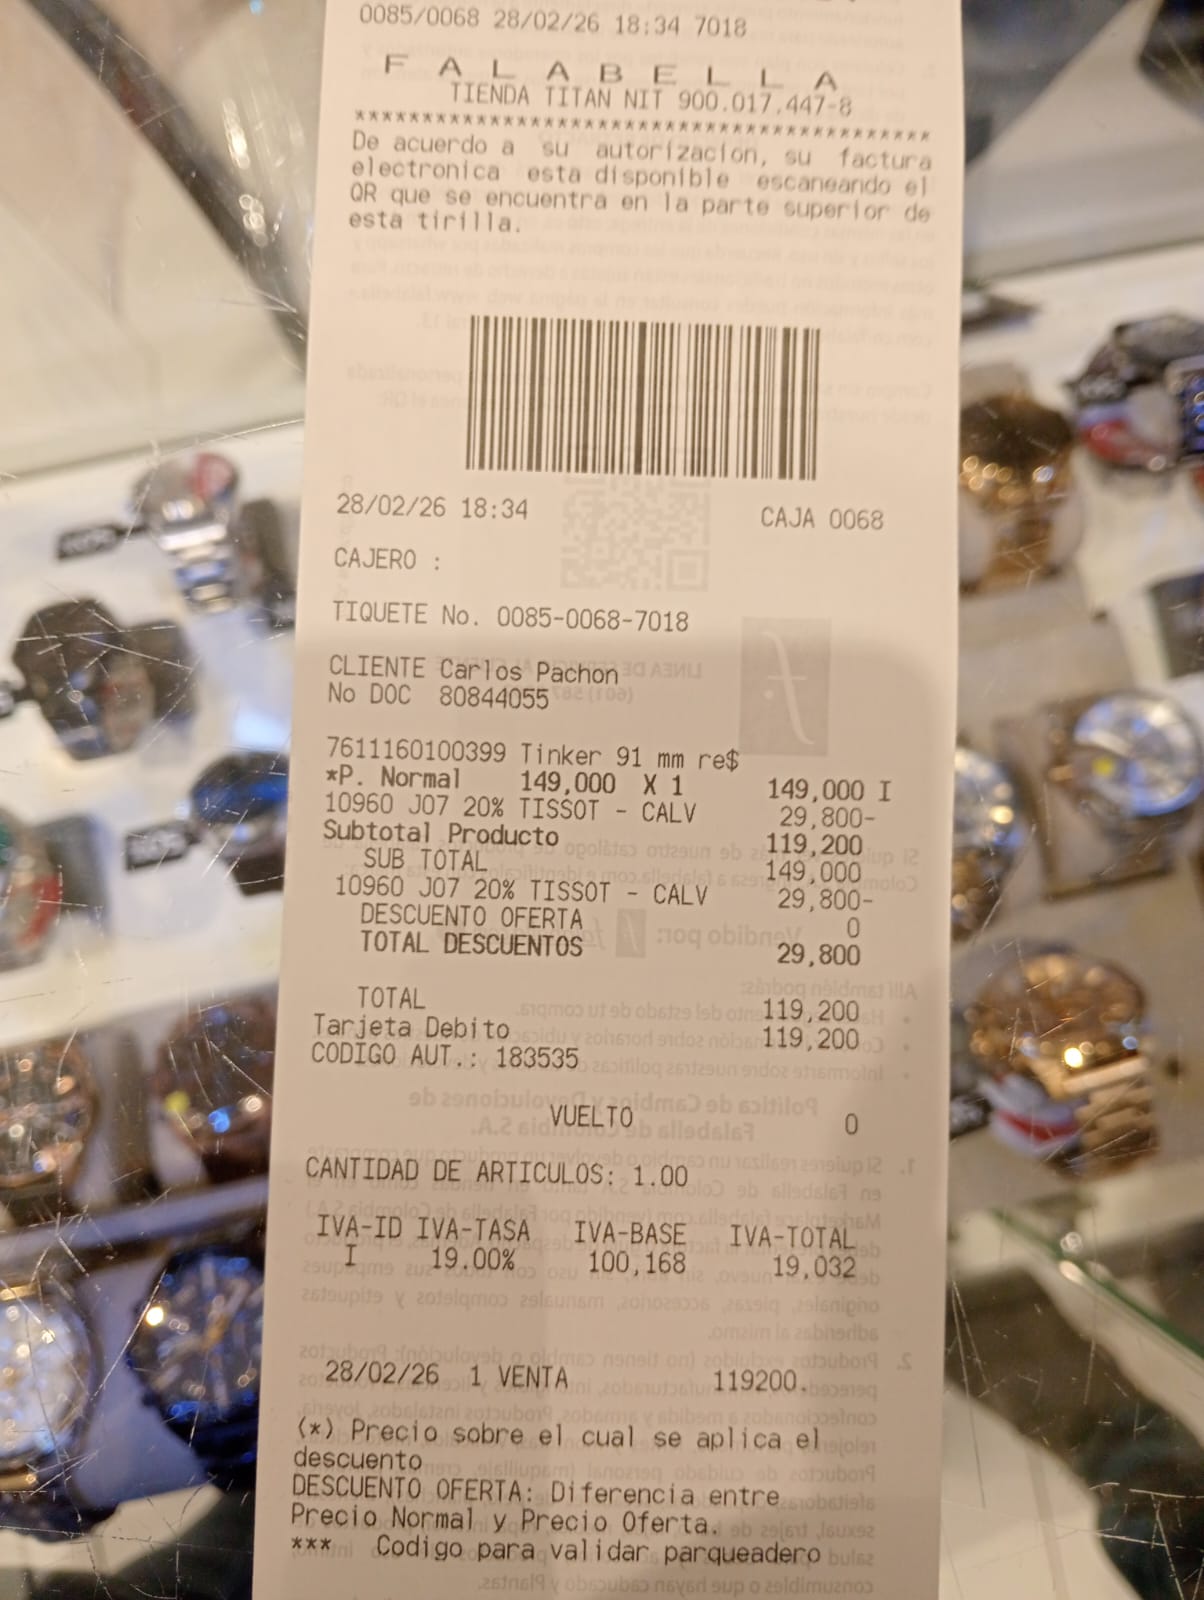 0085/0068 28/02/26 18:34 7018
FALABELLA
TIENDA TITAN NIT 900.017.447-8
******************************************
De acuerdo a su autorizacion, su factura
electronica esta disponible escaneando el
QR que se encuentra en la parte superior de
esta tirilla.
28/02/26 18:34 CAJA 0068
CAJERO :
TIQUETE No. 0085-0068-7018
CLIENTE Carlos Pachon
No DOC 80844055
7611160100399 Tinker 91 mm re$
*P. Normal 149,000 X 1 149,000 I
10960 J07 20% TISSOT - CALV 29,800-
Subtotal Producto 119,200
SUB TOTAL 149,000
10960 J07 20% TISSOT - CALV 29,800-
DESCUENTO OFERTA 0
TOTAL DESCUENTOS 29,800
TOTAL 119,200
Tarjeta Debito 119,200
CODIGO AUT.: 183535
VUELTO 0
CANTIDAD DE ARTICULOS: 1.00
IVA-ID IVA-TASA IVA-BASE IVA-TOTAL
I 19.00% 100,168 19,032
28/02/26 1 VENTA 119200.
(*) Precio sobre el cual se aplica el
descuento
DESCUENTO OFERTA: Diferencia entre
Precio Normal y Precio Oferta.
*** Codigo para validar parqueadero